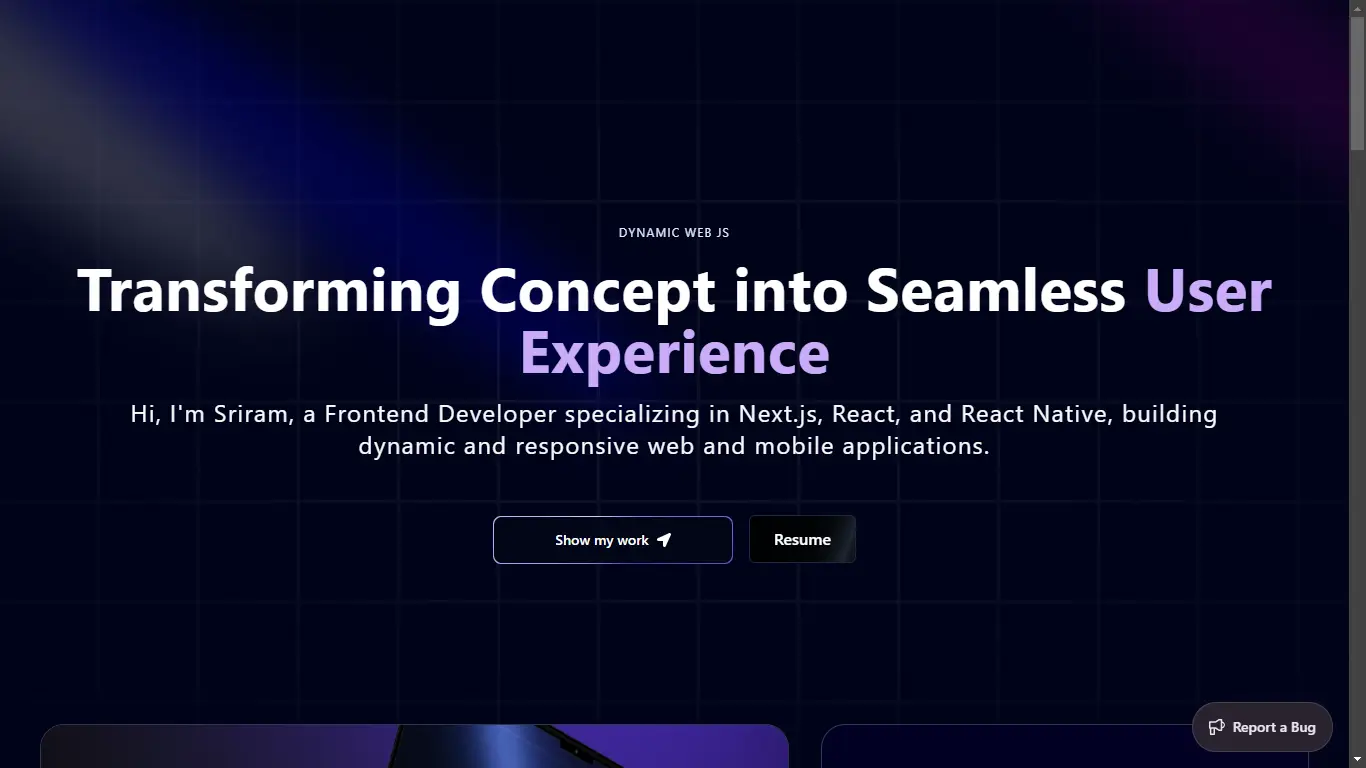 DYNAMIC WEB JS
Transforming Concept into Seamless User
Experience
Hi, I'm Sriram, a Frontend Developer specializing in Next.js, React, and React Native, building
dynamic and responsive web and mobile applications.
Show my work
Resume
Report a Bug